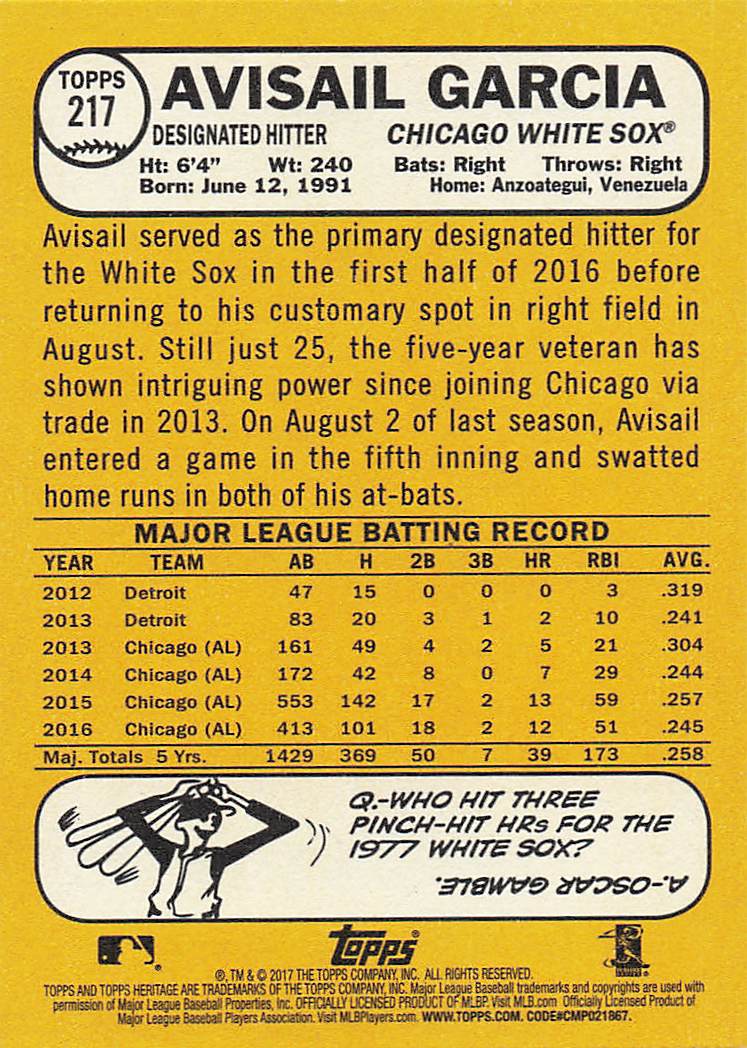 TOPPS
217
AVISAIL GARCIA
DESIGNATED HITTER CHICAGO WHITE SOX®
Ht: 6'4" Wt: 240 Bats: Right Throws: Right
Born: June 12, 1991 Home: Anzoategui, Venezuela
Avisail served as the primary designated hitter for
the White Sox in the first half of 2016 before
returning to his customary spot in right field in
August. Still just 25, the five-year veteran has
shown intriguing power since joining Chicago via
trade in 2013. On August 2 of last season, Avisail
entered a game in the fifth inning and swatted
home runs in both of his at-bats.
MAJOR LEAGUE BATTING RECORD
YEAR TEAM AB H 2B 3B HR RBI AVG.
2012 Detroit 47 15 0 0 0 3 .319
2013 Detroit 83 20 3 1 2 10 .241
2013 Chicago (AL) 161 49 4 2 5 21 .304
2014 Chicago (AL) 172 42 8 0 7 29 .244
2015 Chicago (AL) 553 142 17 2 13 59 .257
2016 Chicago (AL) 413 101 18 2 12 51 .245
Maj. Totals 5 Yrs. 1429 369 50 7 39 173 .258
Q.-WHO HIT THREE
PINCH-HIT HRs FOR THE
1977 WHITE SOX?
A.-OSCAR GAMBLE.
Topps®
®, TM & © 2017 THE TOPPS COMPANY, INC. ALL RIGHTS RESERVED.
TOPPS AND TOPPS HERITAGE ARE TRADEMARKS OF THE TOPPS COMPANY, INC. Major League Baseball trademarks and copyrights are used with
permission of Major League Baseball Properties, Inc. OFFICIALLY LICENSED PRODUCT OF MLBP. Visit MLB.com Officially Licensed Product of
Major League Baseball Players Association. Visit MLBPlayers.com. WWW.TOPPS.COM. CODE#CMP021867.